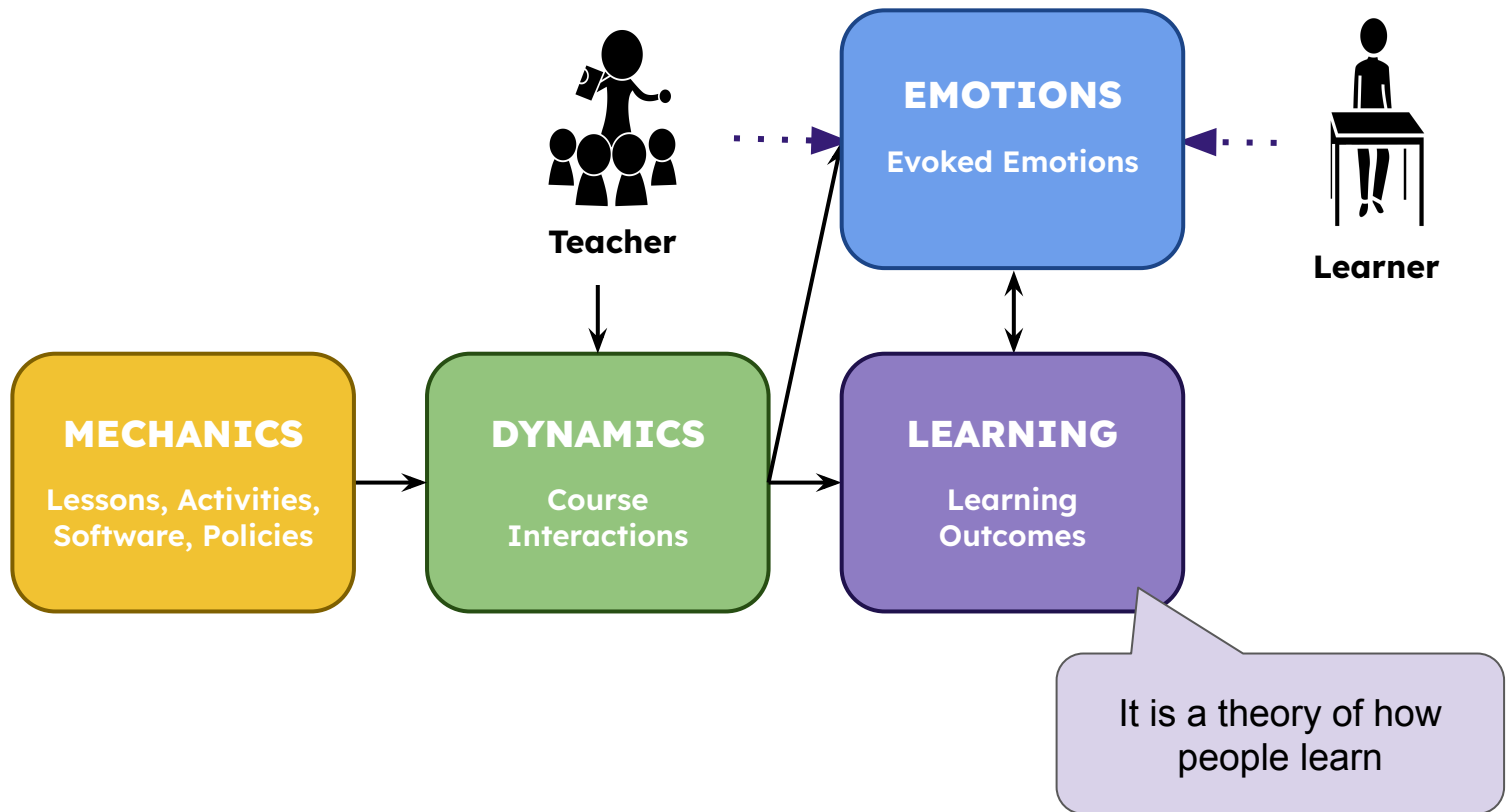 EMOTIONS
Evoked Emotions
Teacher
Learner
MECHANICS
Lessons, Activities,
Software, Policies
DYNAMICS
Course
Interactions
LEARNING
Learning
Outcomes
It is a theory of how
people learn